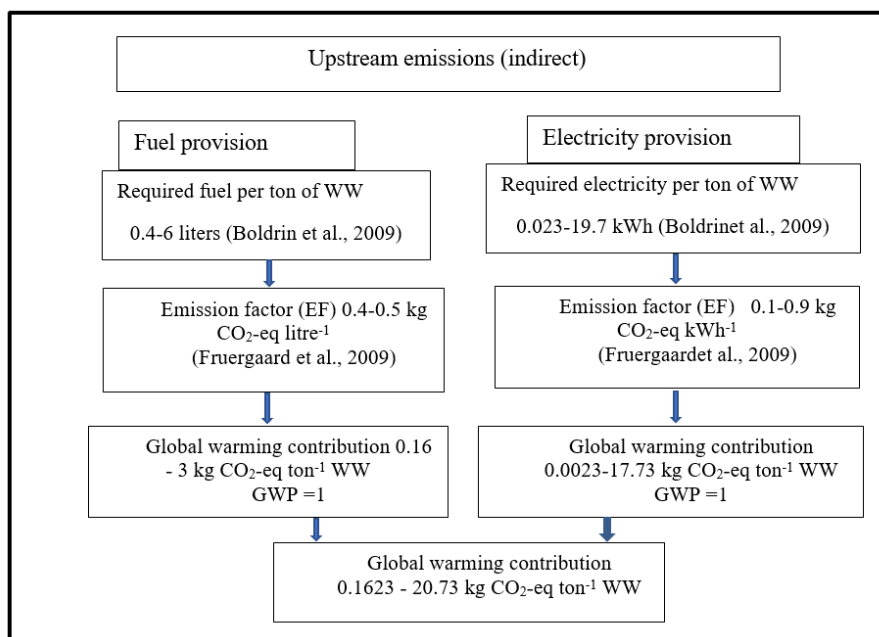 Upstream emissions (indirect)
Fuel provision
Required fuel per ton of WW
0.4-6 liters (Boldrin et al., 2009)
Emission factor (EF) 0.4-0.5 kg
CO₂-eq litre⁻¹
(Fruergaard et al., 2009)
Global warming contribution 0.16
- 3 kg CO₂-eq ton⁻¹ WW
GWP =1
Electricity provision
Required electricity per ton of WW
0.023-19.7 kWh (Boldrinet al., 2009)
Emission factor (EF) 0.1-0.9 kg
CO₂-eq kWh⁻¹
(Fruergaardet al., 2009)
Global warming contribution
0.0023-17.73 kg CO₂-eq ton⁻¹ WW
GWP =1
Global warming contribution
0.1623 - 20.73 kg CO₂-eq ton⁻¹ WW